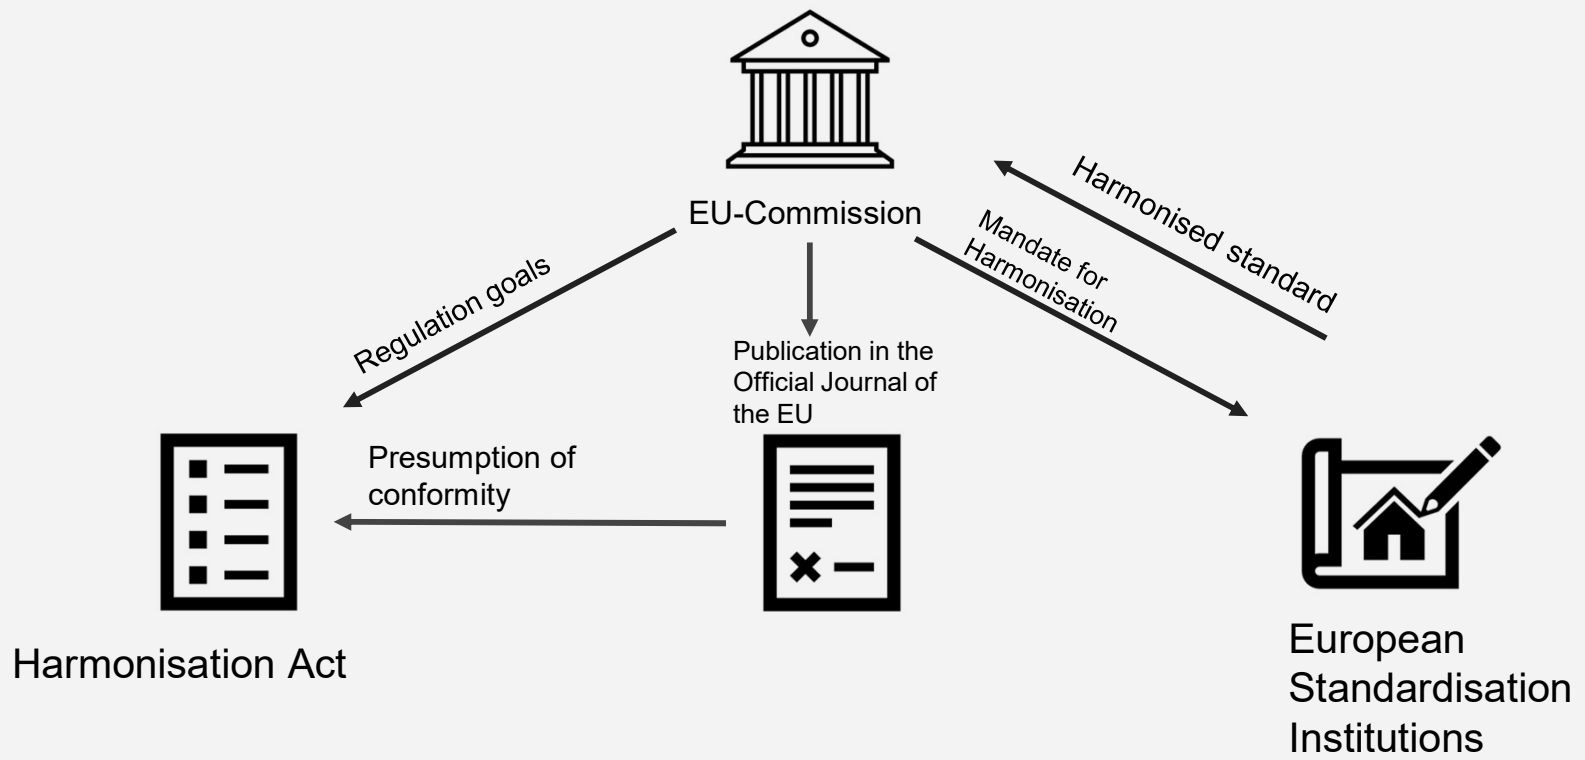 EU-Commission
Harmonised standard
Mandate for
Harmonisation
Regulation goals
Publication in the
Official Journal of
the EU
Presumption of
conformity
Harmonisation Act
European
Standardisation
Institutions